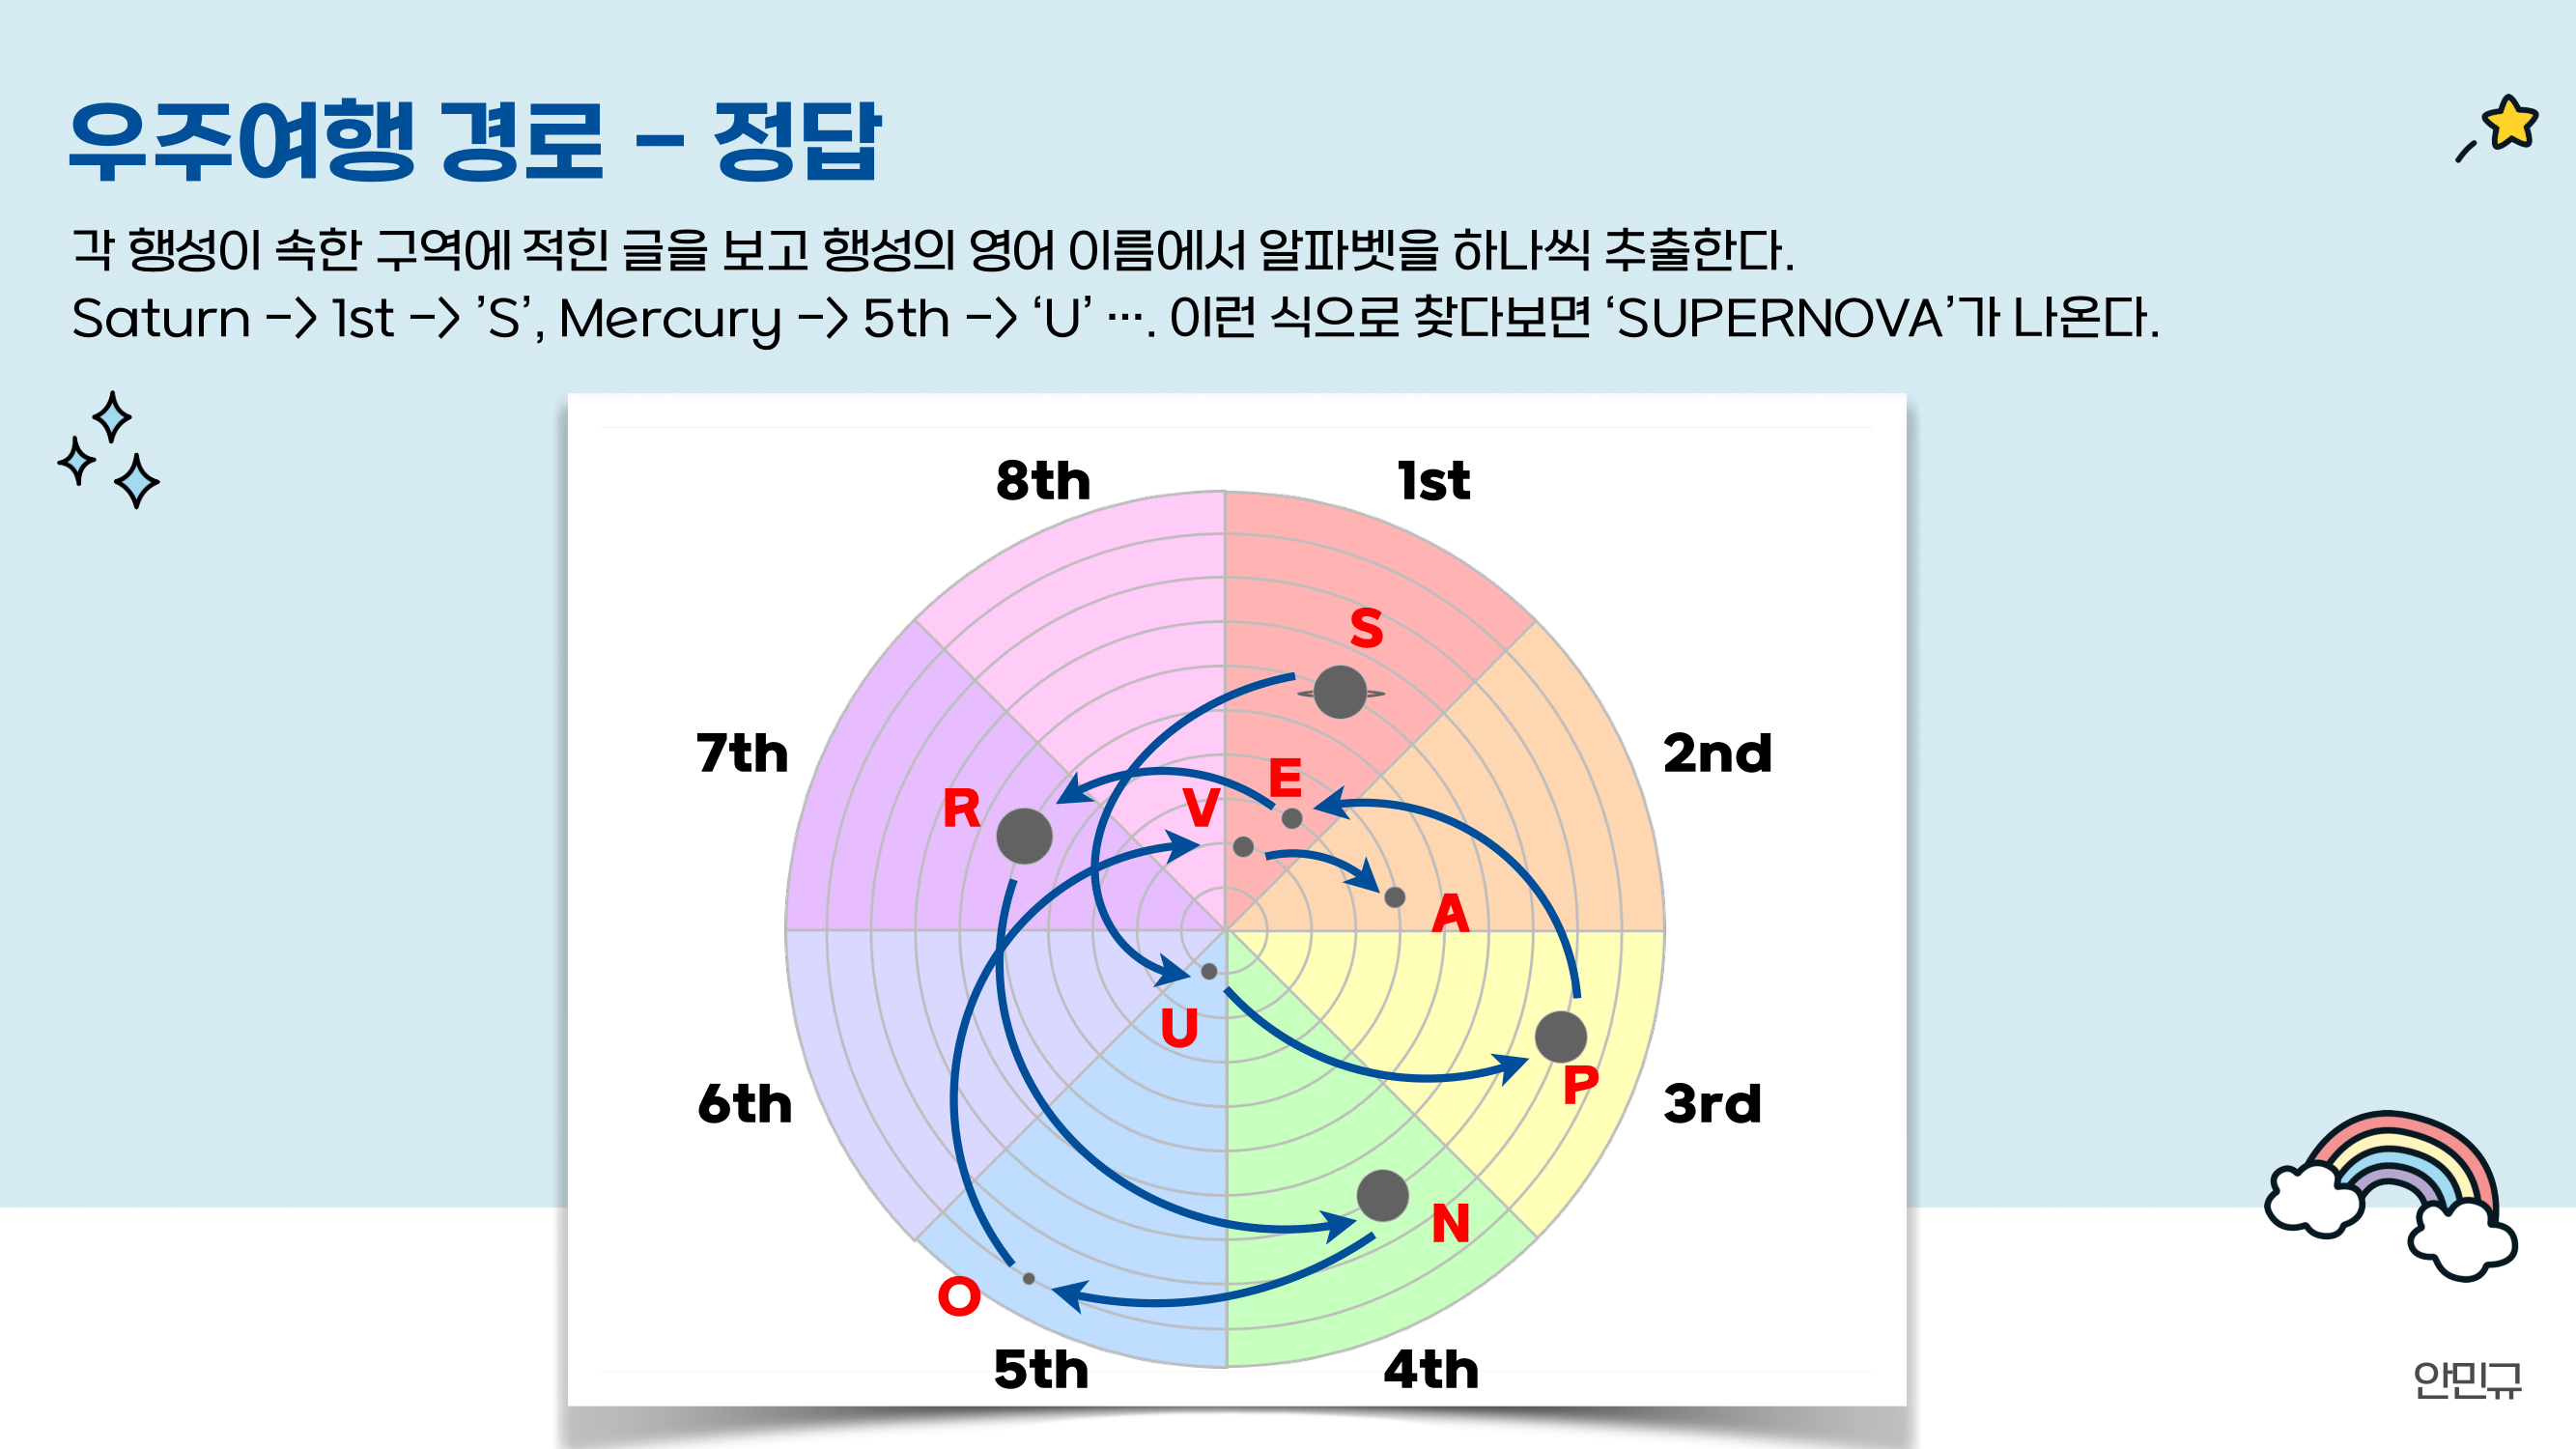 우주여행 경로 - 정답
각 행성이 속한 구역에 적힌 글을 보고 행성의 영어 이름에서 알파벳을 하나씩 추출한다.
Saturn -> 1st -> ’S’, Mercury -> 5th -> ‘U’ …. 이런 식으로 찾다보면 ‘SUPERNOVA’가 나온다.
8th 1st
S
7th 2nd
E
R V
A
U
6th P 3rd
N
O
5th 4th
안민규